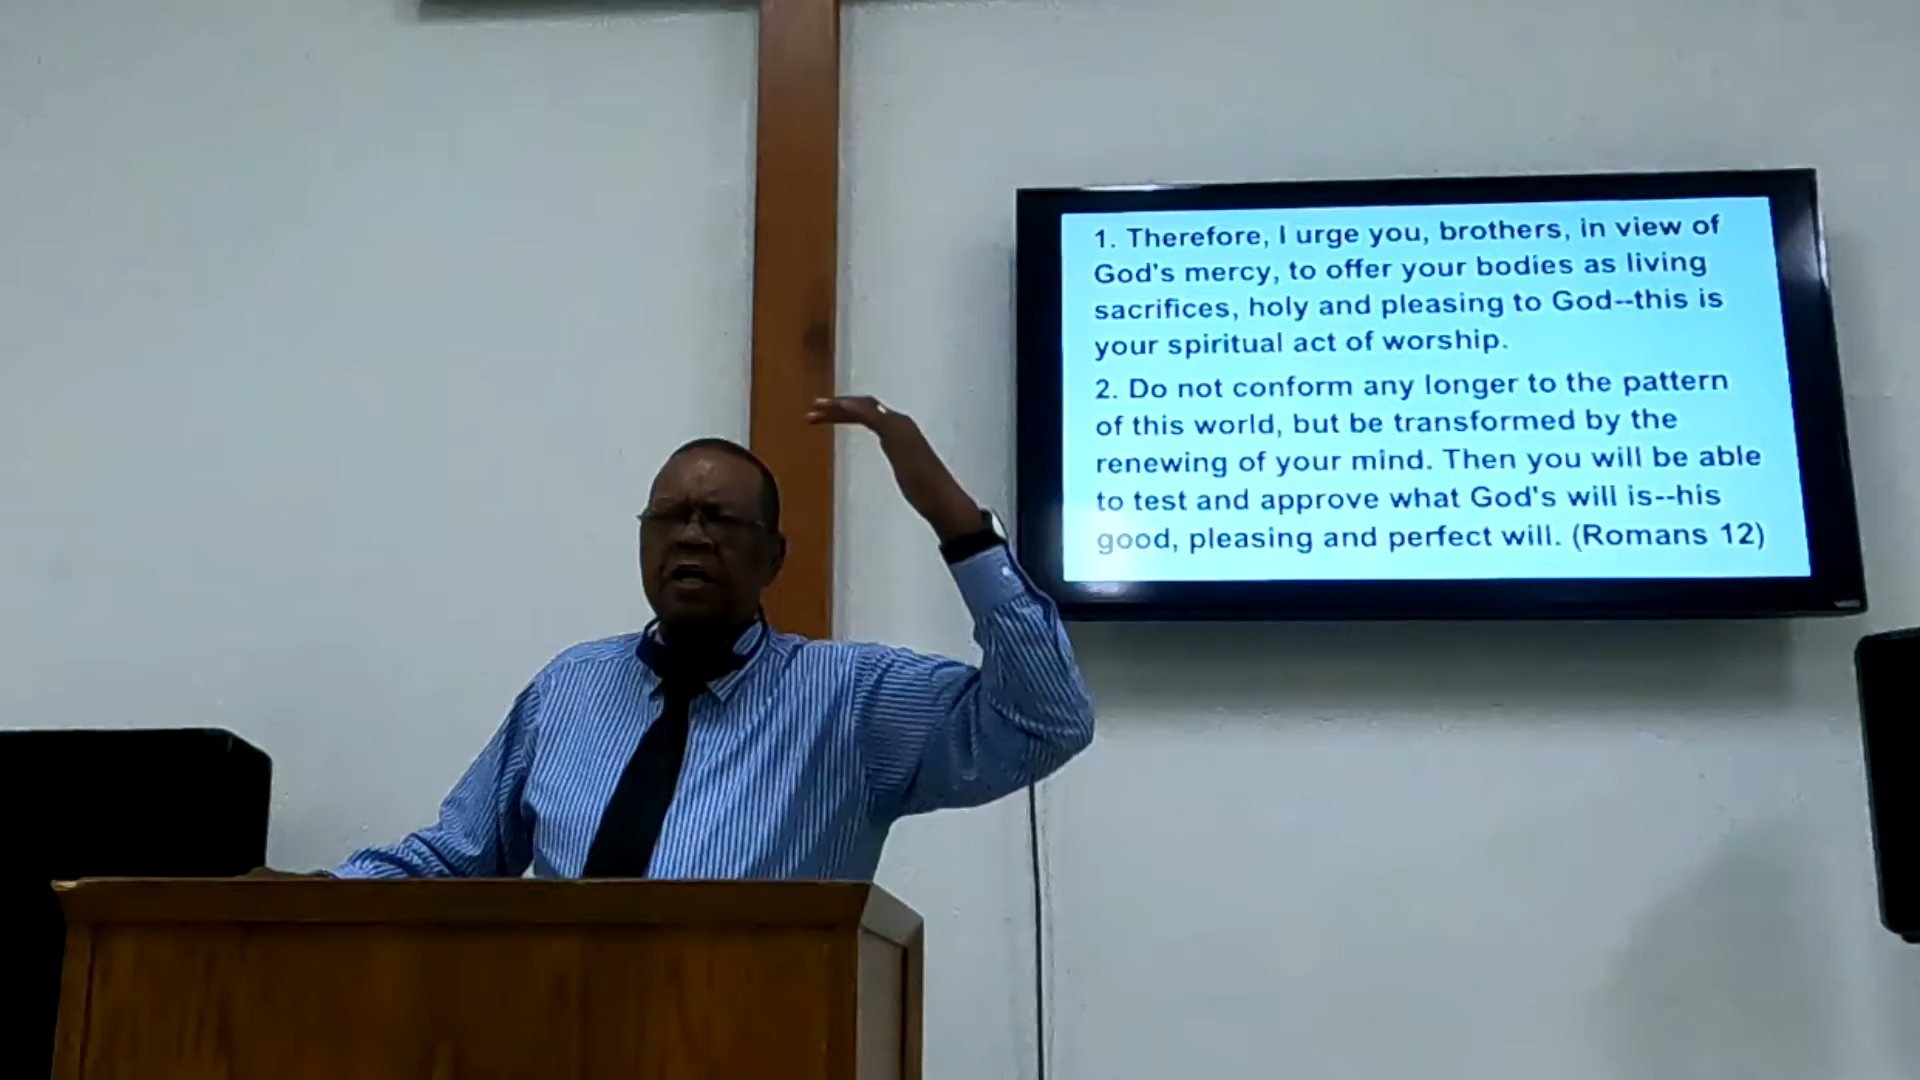 1. Therefore, I urge you, brothers, in view of
God's mercy, to offer your bodies as living
sacrifices, holy and pleasing to God--this is
your spiritual act of worship.
2. Do not conform any longer to the pattern
of this world, but be transformed by the
renewing of your mind. Then you will be able
to test and approve what God's will is--his
good, pleasing and perfect will. (Romans 12)